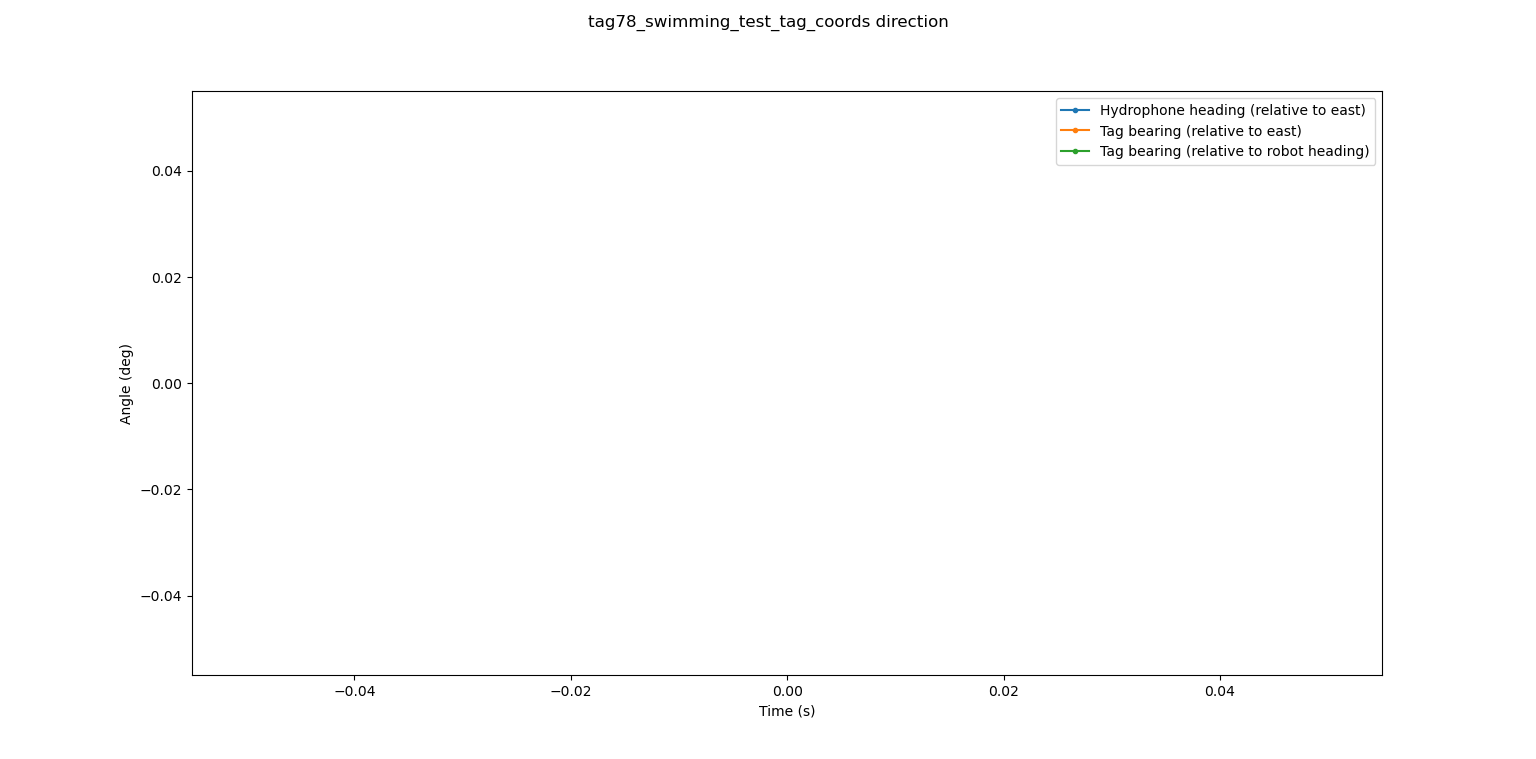 tag78_swimming_test_tag_coords direction
Hydrophone heading (relative to east)
Tag bearing (relative to east)
Tag bearing (relative to robot heading)
0.04
0.02
0.00
−0.02
−0.04
Angle (deg)
−0.04
−0.02
0.00
0.02
0.04
Time (s)